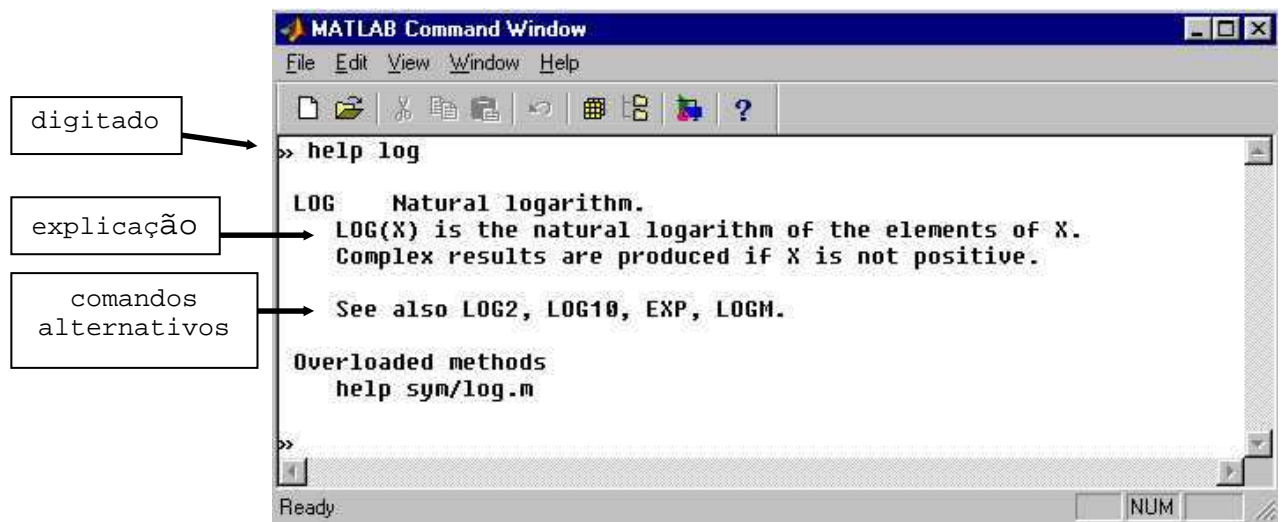 MATLAB Command Window
File Edit View Window Help
digitado
» help log
LOG Natural logarithm.
explicação
LOG(X) is the natural logarithm of the elements of X.
Complex results are produced if X is not positive.
comandos
alternativos
See also LOG2, LOG10, EXP, LOGM.
Overloaded methods
help sym/log.m
»
Ready
NUM